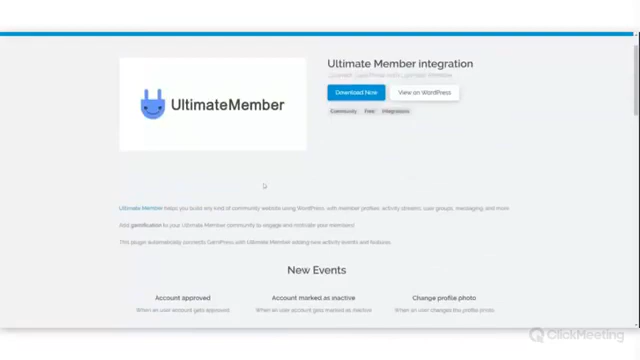 Ultimate Member integration
UltimateMember
Download Now
View on WordPress
Community
Free
Integrations
Ultimate Member helps you build any kind of community website using WordPress with member profiles, activity streams, user groups, messaging and more.
Add gamification to your Ultimate Member community to engage and motivate your members!
This plugin automatically connects GamiPress with Ultimate Member adding new activity events and features.
New Events
Account approved
Account marked as inactive
Change profile photo
When an user account gets approved
When an user account gets marked as inactive
When an user changes the profile photo
ClickMeeting